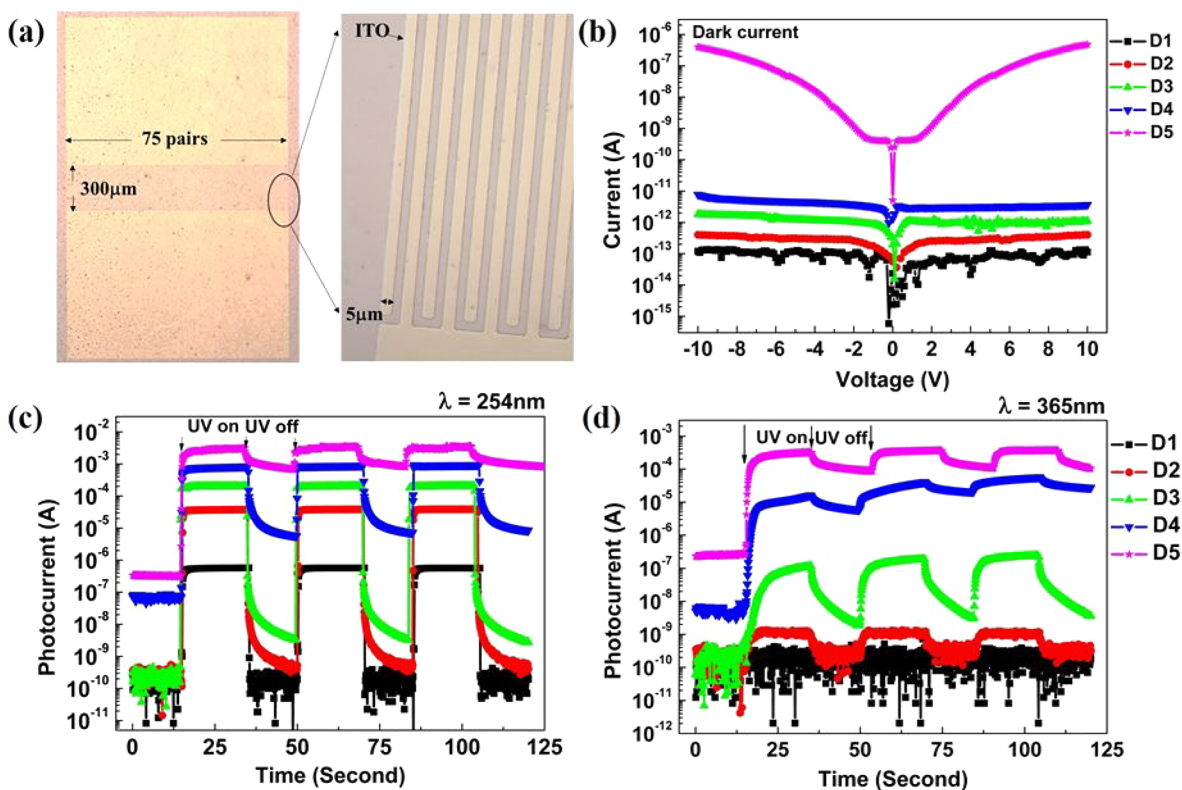 (a)
ITO
75 pairs
300μm
5μm
(b)
Dark current
Current (A)
10⁻⁶
10⁻⁷
10⁻⁸
10⁻⁹
10⁻¹⁰
10⁻¹¹
10⁻¹²
10⁻¹³
10⁻¹⁴
10⁻¹⁵
-10 -8 -6 -4 -2 0 2 4 6 8 10
Voltage (V)
D1
D2
D3
D4
D5
(c)
λ = 254nm
UV on UV off
Photocurrent (A)
10⁻²
10⁻³
10⁻⁴
10⁻⁵
10⁻⁶
10⁻⁷
10⁻⁸
10⁻⁹
10⁻¹⁰
10⁻¹¹
0 25 50 75 100 125
Time (Second)
(d)
λ = 365nm
UV on UV off
Photocurrent (A)
10⁻³
10⁻⁴
10⁻⁵
10⁻⁶
10⁻⁷
10⁻⁸
10⁻⁹
10⁻¹⁰
10⁻¹¹
10⁻¹²
0 25 50 75 100 125
Time (Second)
D1
D2
D3
D4
D5